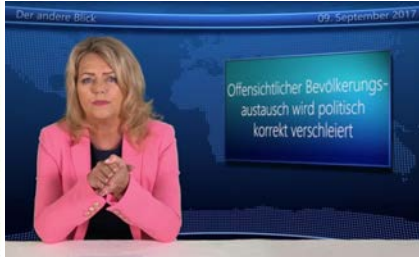 Der andere Blick
09. September 2017
Offensichtlicher Bevölkerungs-
austausch wird politisch
korrekt verschleiert